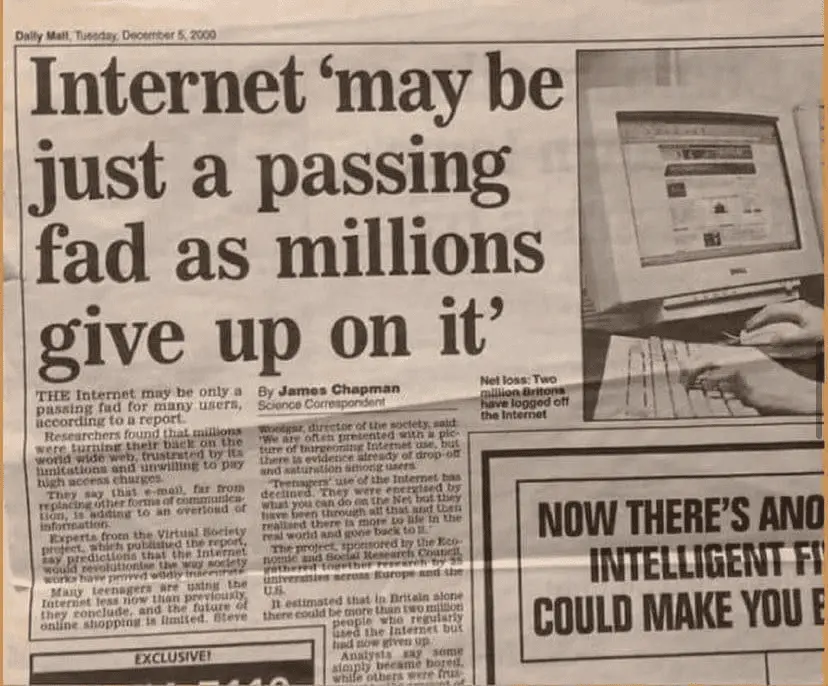 Daily Mail, Tuesday, December 5, 2000
Internet ‘may be
just a passing
fad as millions
give up on it’
THE Internet may be only a
passing fad for many users,
according to a report.
Researchers found that millions
were turning their back on the
world wide web, frustrated by its
limitations and unwilling to pay
high access charges.
They say that e-mail, far from
replacing other forms of communica-
tion, is adding to an overload of
information.
Experts from the Virtual Society
project, which published the report,
say predictions that the Internet
would revolutionise the way society
works have proved wildly inaccurate.
Many teenagers are using the
Internet less now than previously,
they conclude, and the future of
online shopping is limited. Steve
By James Chapman
Science Correspondent
Woolgar, director of the society, said:
‘We are often presented with a pic-
ture of burgeoning Internet use, but
there is evidence already of drop-off
and saturation among users.
‘Teenagers’ use of the Internet has
declined. They were energised by
what you can do on the Net but they
have been through all that and then
realised there is more to life in the
real world and gone back to it.’
The project, sponsored by the Eco-
nomic and Social Research Council,
gathered together research by 25
universities across Europe and the
U.S.
It estimated that in Britain alone
there could be more than two million
people who regularly
used the Internet but
had now given up.
Analysts say some
simply became bored,
while others were frus-
Net loss: Two
million Britons
have logged off
the Internet
DELL
NOW THERE’S ANO
INTELLIGENT FI
COULD MAKE YOU
EXCLUSIVE!